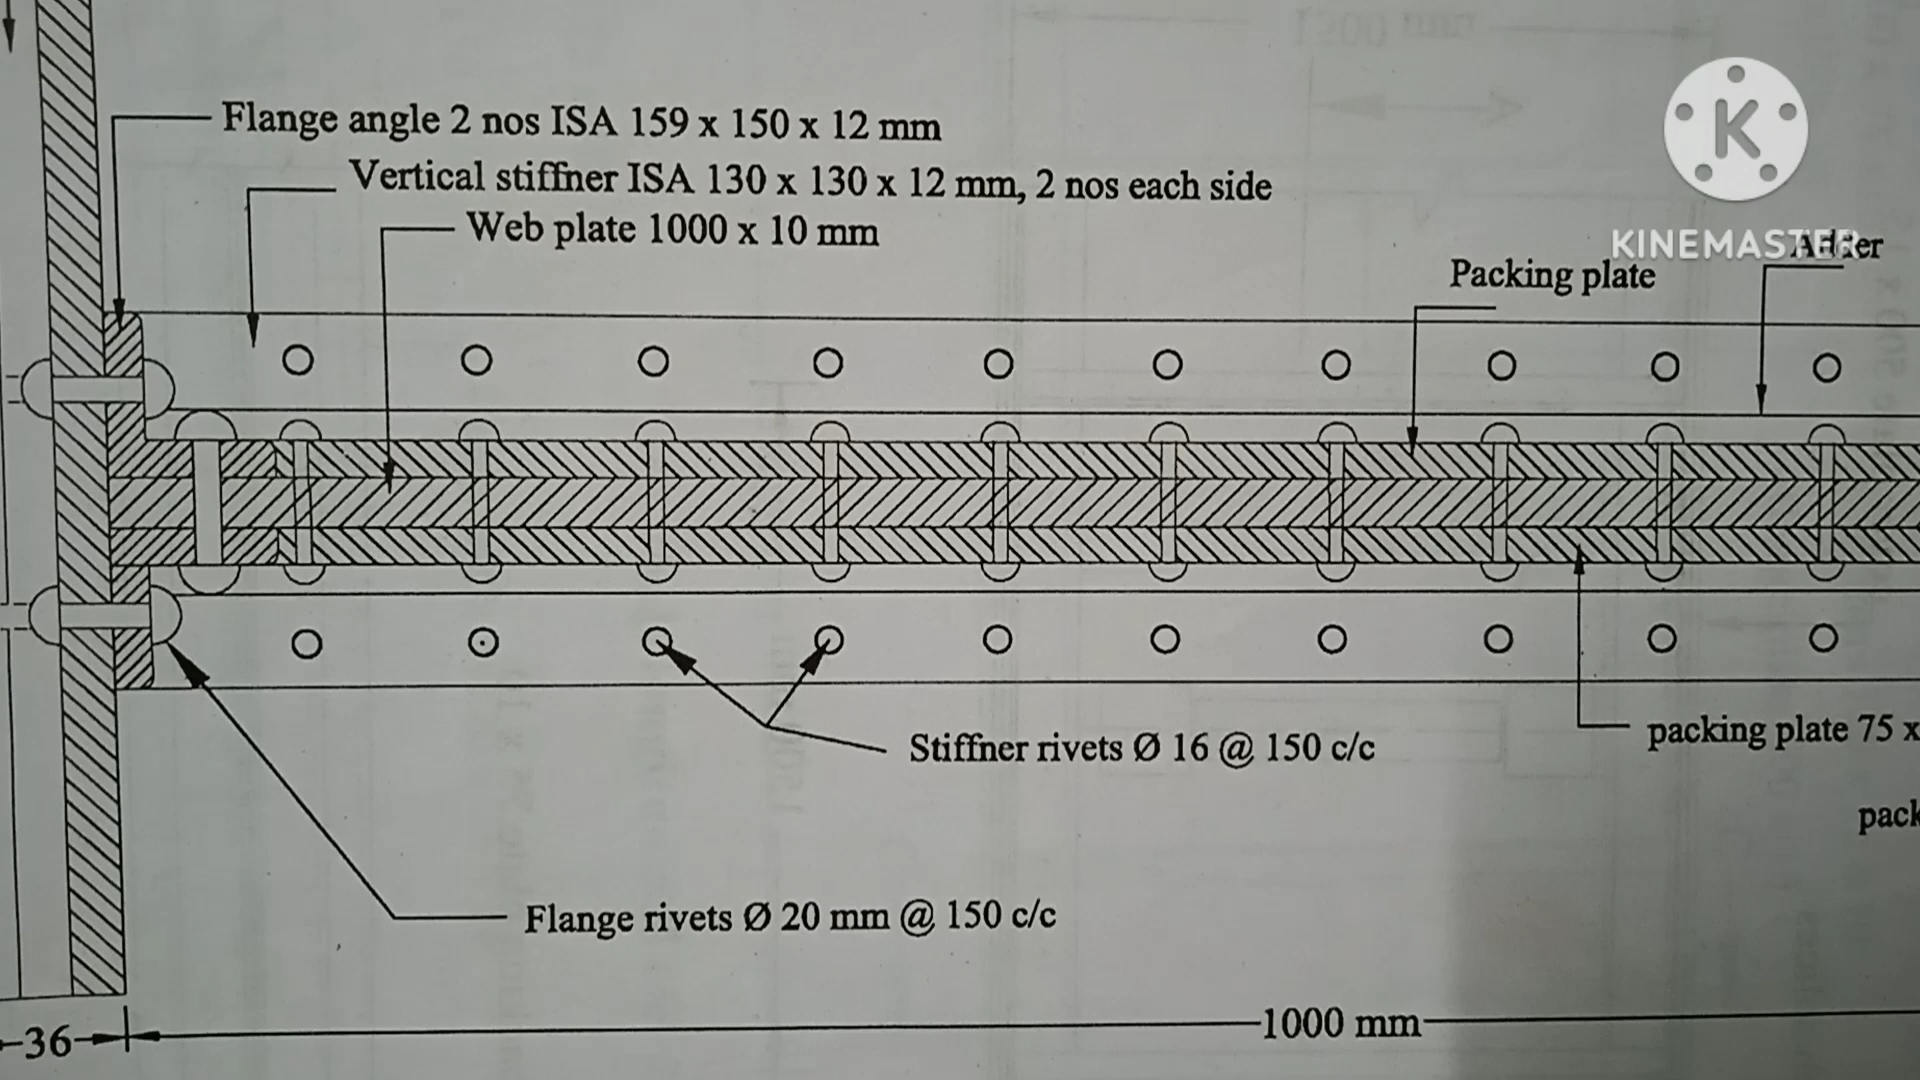 Flange angle 2 nos ISA 159 x 150 x 12 mm
Vertical stiffner ISA 130 x 130 x 12 mm, 2 nos each side
Web plate 1000 x 10 mm
K
KINEMASTER
Packing plate
Stiffner rivets Ø 16 @ 150 c/c
packing plate 75 x
pack
Flange rivets Ø 20 mm @ 150 c/c
36
1000 mm